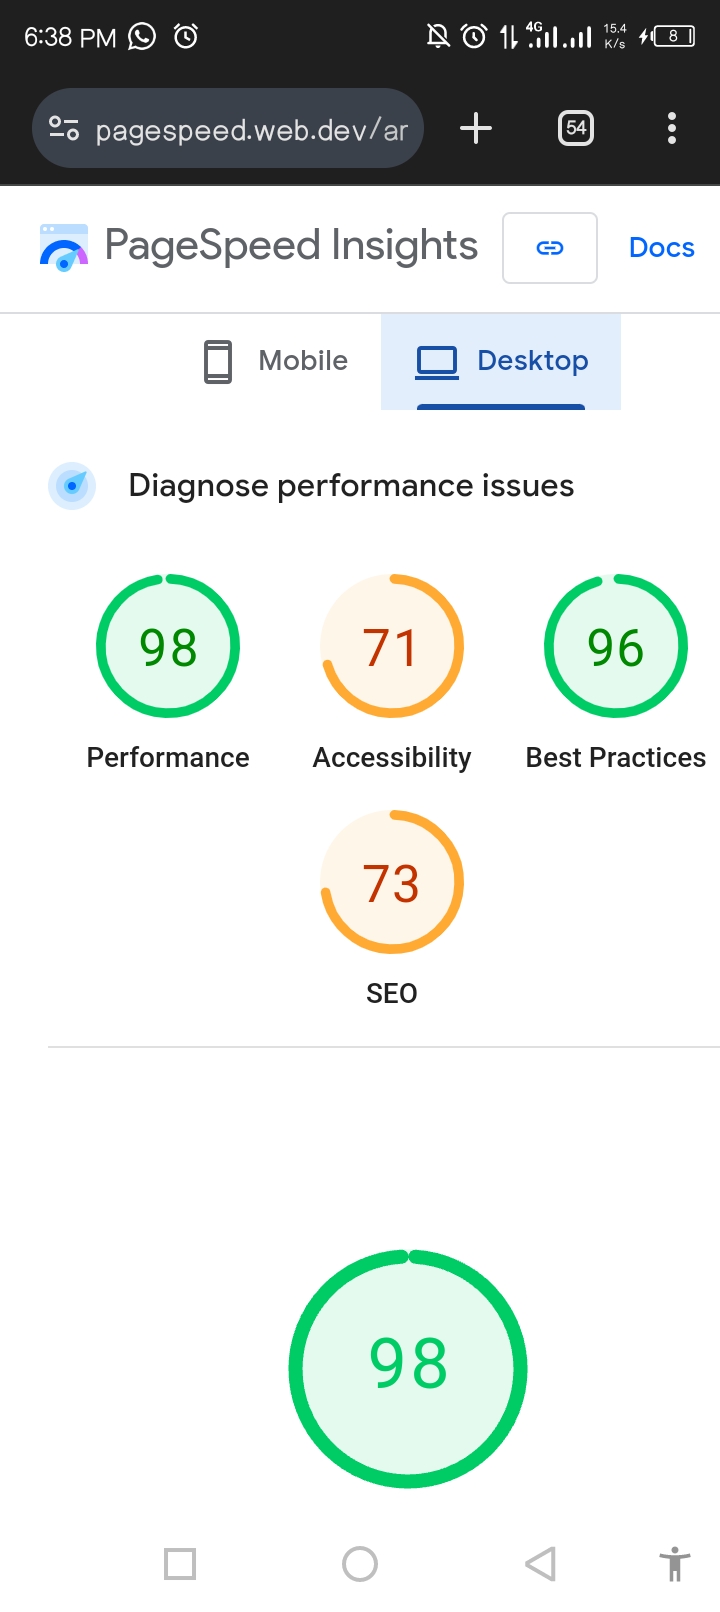 6:38 PM 4G 15.4 K/s 8
pagespeed.web.dev/ar 54
PageSpeed Insights Docs
Mobile Desktop
Diagnose performance issues
98 71 96
Performance Accessibility Best Practices
73
SEO
98